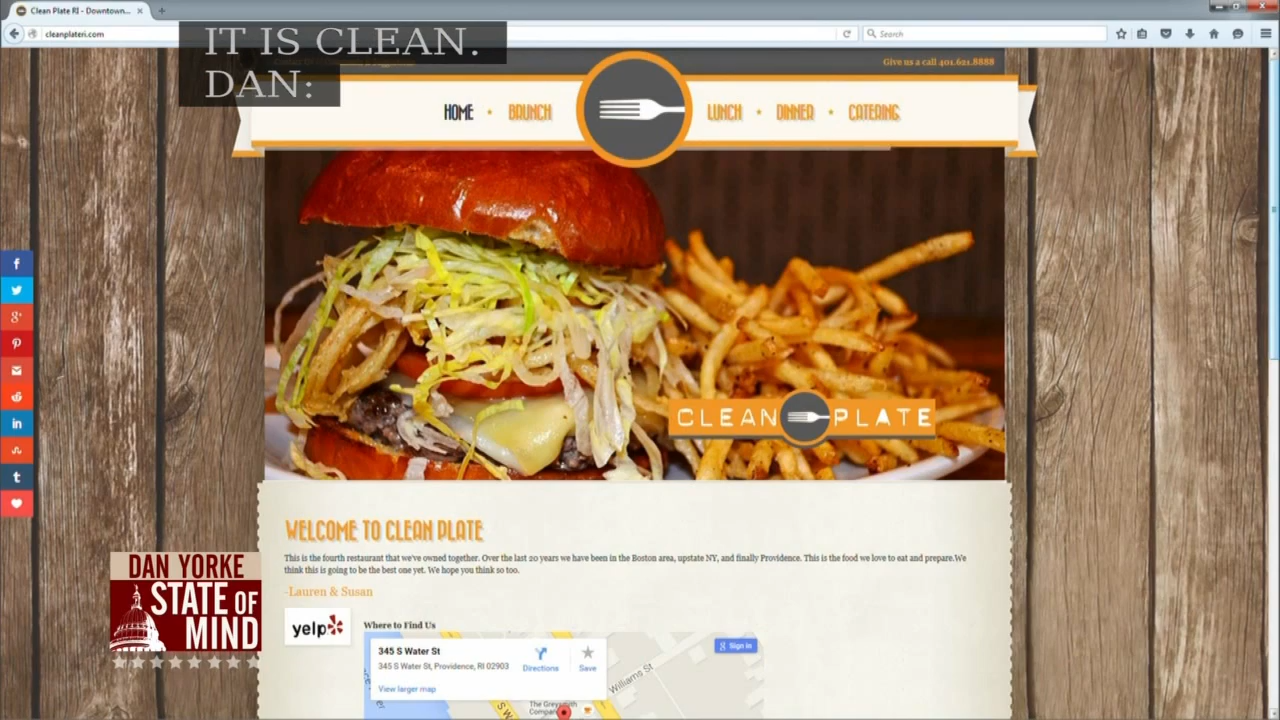 Clean Plate RI - Downtown...
cleanplateri.com
Search
IT IS CLEAN.
DAN:
Give us a call 401.621.8888
HOME • BRUNCH
LUNCH • DINNER • CATERING
CLEAN PLATE
WELCOME TO CLEAN PLATE
This is the fourth restaurant that we've owned together. Over the last 20 years we have been in the Boston area, upstate NY, and finally Providence. This is the food we love to eat and prepare.We
think this is going to be the best one yet. We hope you think so too.
-Lauren & Susan
yelp
Where to Find Us
345 S Water St
345 S Water St, Providence, RI 02903
Directions
Save
View larger map
Sign in
Williams St
S W
The Greysmith
Compan
DAN YORKE
STATE OF
MIND